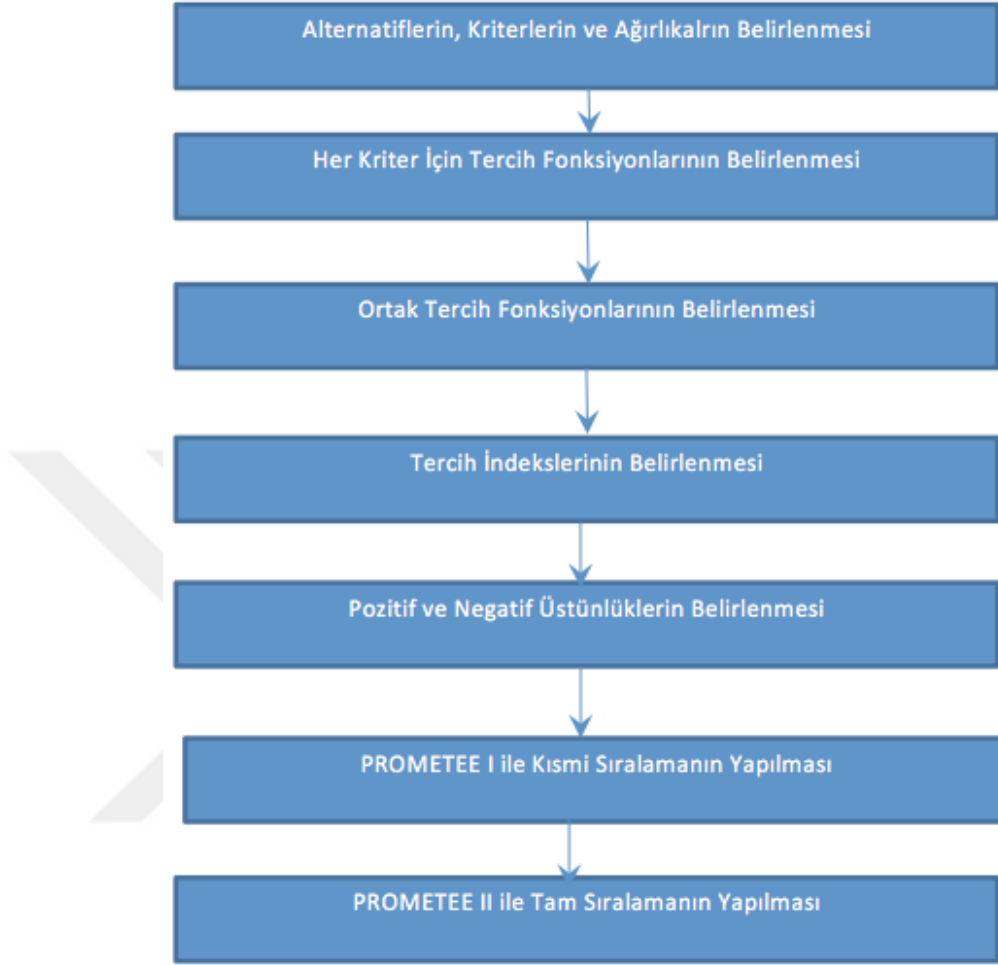 Alternatiflerin, Kriterlerin ve Ağırlıkalrın Belirlenmesi
Her Kriter İçin Tercih Fonksiyonlarının Belirlenmesi
Ortak Tercih Fonksiyonlarının Belirlenmesi
Tercih İndekslerinin Belirlenmesi
Pozitif ve Negatif Üstünlüklerin Belirlenmesi
PROMETEE I ile Kısmi Sıralamanın Yapılması
PROMETEE II ile Tam Sıralamanın Yapılması